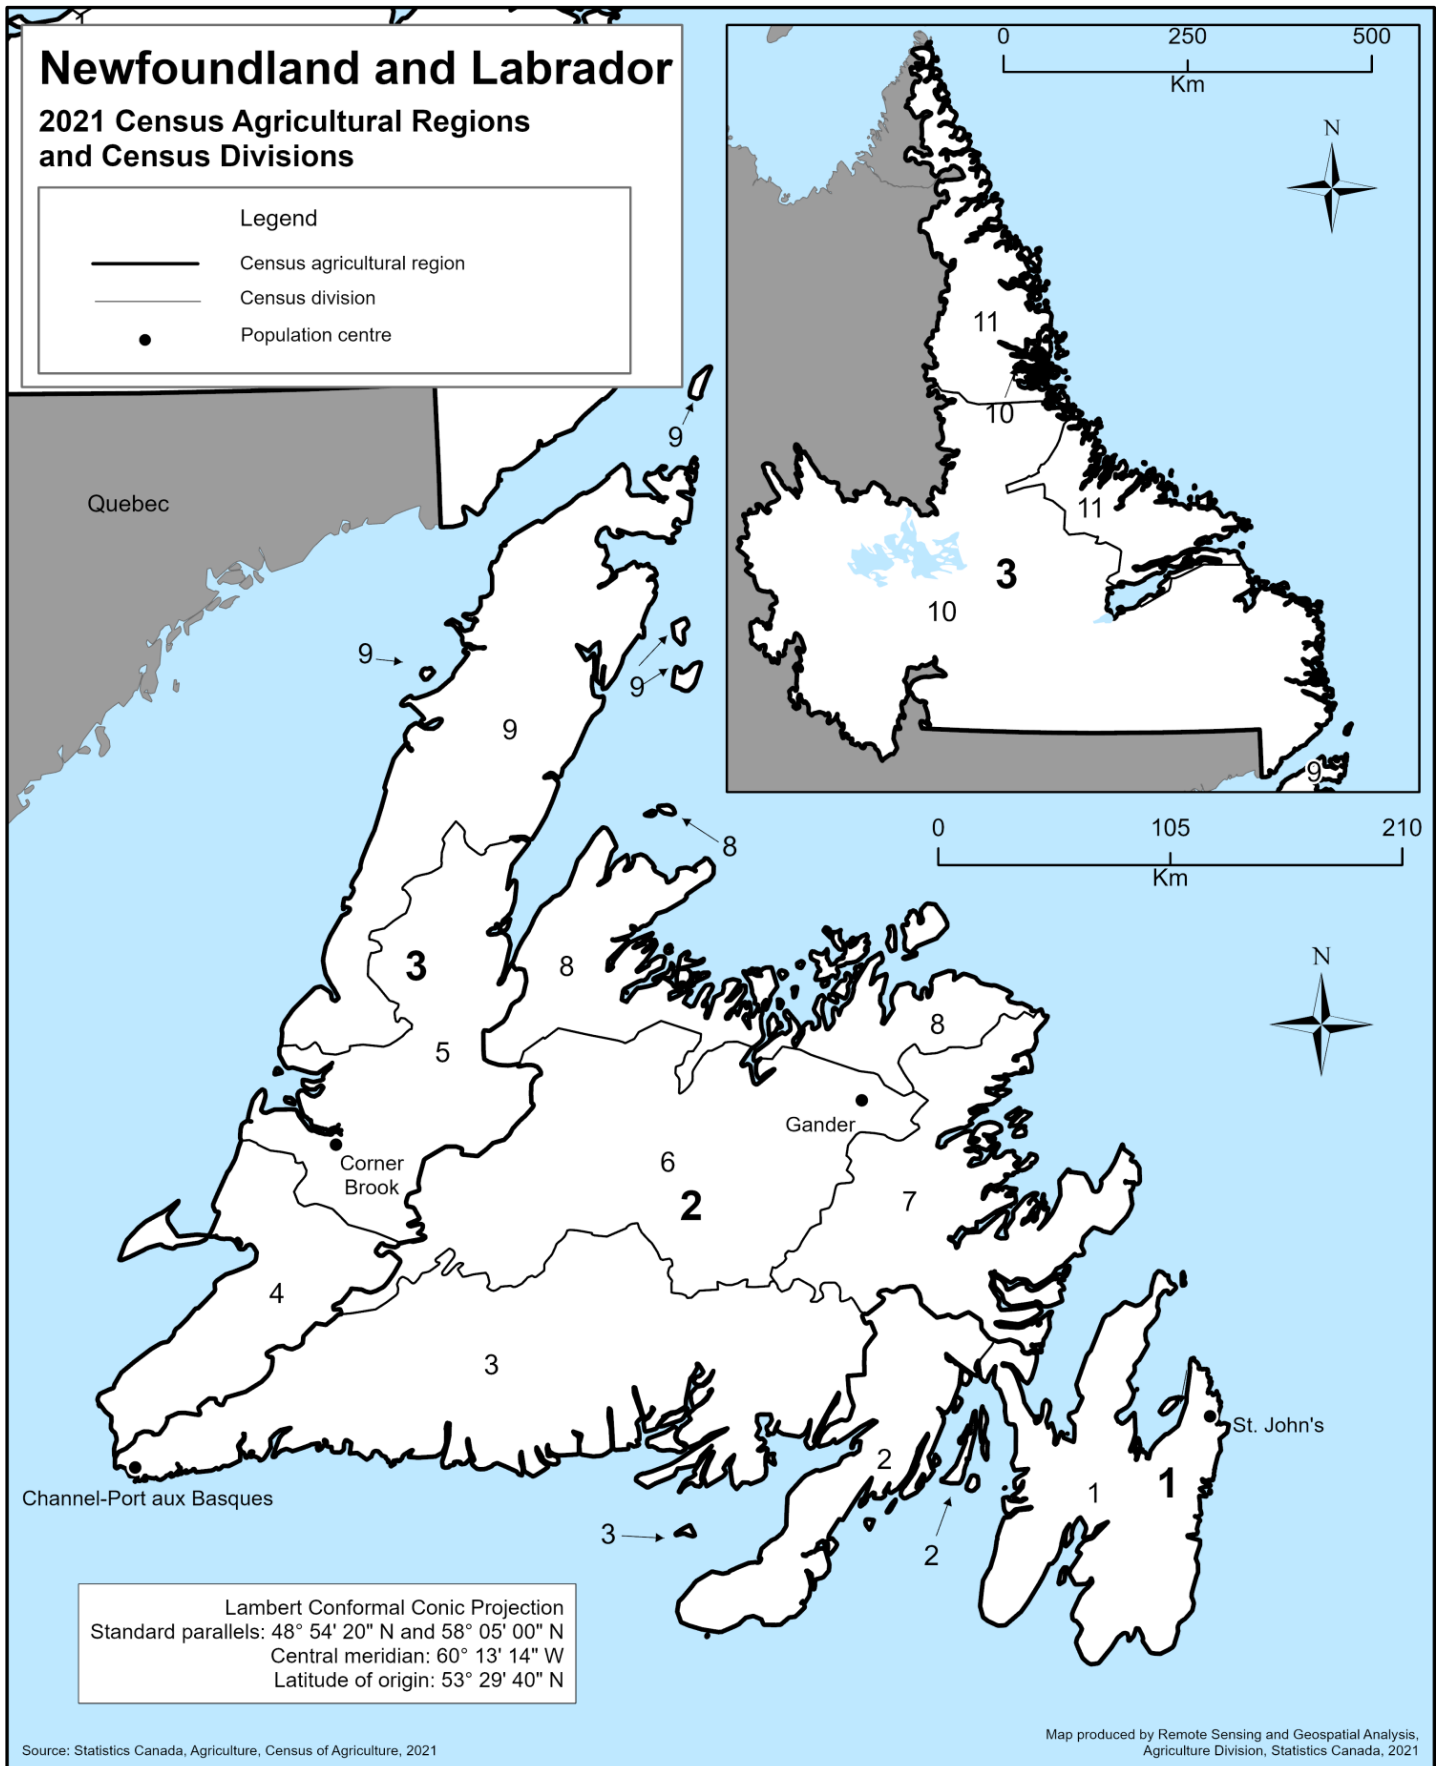 Newfoundland and Labrador
2021 Census Agricultural Regions
and Census Divisions
Legend
Census agricultural region
Census division
Population centre
0 250 500
Km
N
11
10
11
3
10
9
Quebec
9
9
9
9
8
0 105 210
Km
N
3
8
8
5
Gander
Corner
Brook
6
2
7
4
3
St. John's
2
1
1
Channel-Port aux Basques
3
2
Lambert Conformal Conic Projection
Standard parallels: 48° 54' 20" N and 58° 05' 00" N
Central meridian: 60° 13' 14" W
Latitude of origin: 53° 29' 40" N
Source: Statistics Canada, Agriculture, Census of Agriculture, 2021
Map produced by Remote Sensing and Geospatial Analysis,
Agriculture Division, Statistics Canada, 2021